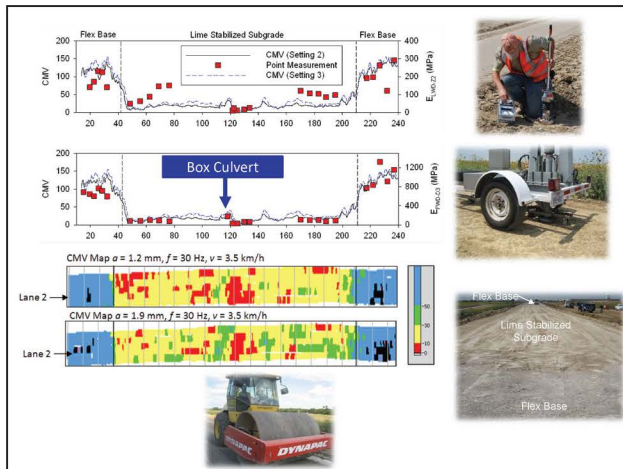 Flex Base
Lime Stabilized Subgrade
Flex Base
CMV (Setting 2)
Point Measurement
CMV (Setting 3)
200
150
100
50
0
CMV
400
300
200
100
0
E_LWD-Z2 (MPa)
20 40 60 80 100 120 140 160 180 200 220 240
Box Culvert
200
150
100
50
0
CMV
1200
800
400
0
20 40 60 80 100 120 140 160 180 200 220 240
CMV Map a = 1.2 mm, f = 30 Hz, v = 3.5 km/h
Lane 2
CMV Map a = 1.9 mm, f = 30 Hz, v = 3.5 km/h
Lane 2
50
30
10
0
DYNAPAC
Flex Base
Lime Stabilized
Subgrade
Flex Base